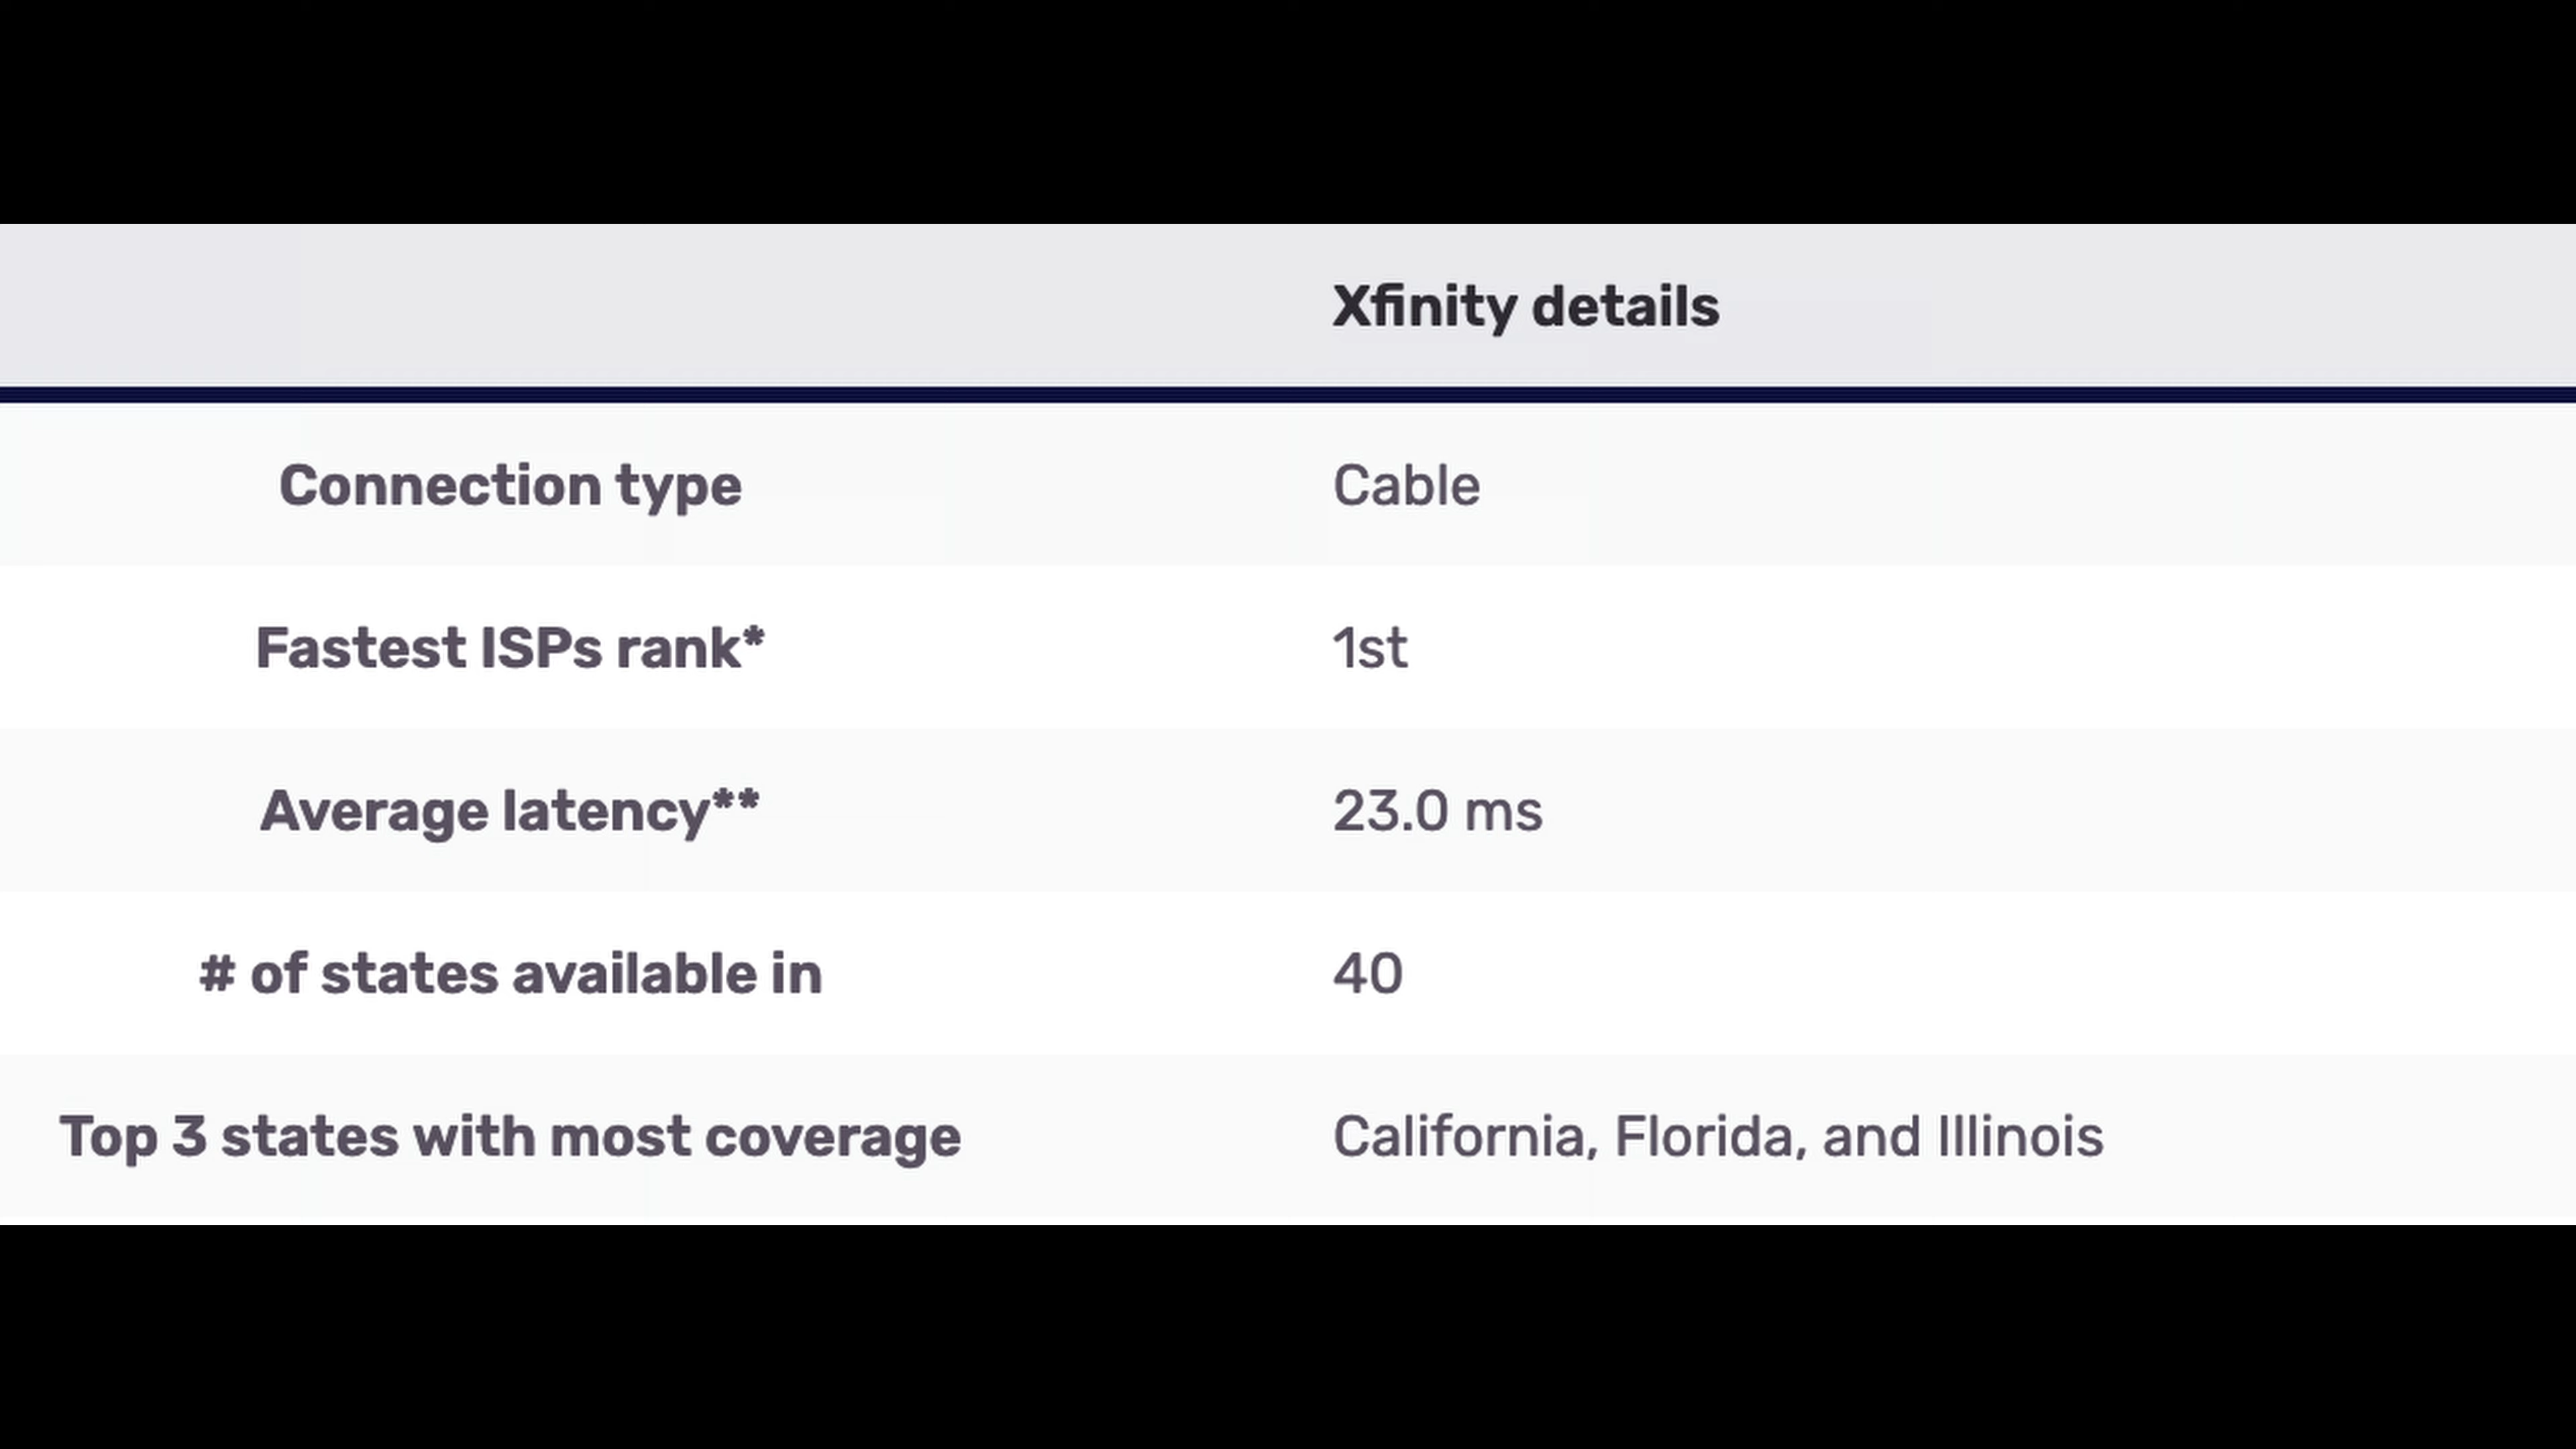 Xfinity details
Connection type Cable
Fastest ISPs rank* 1st
Average latency** 23.0 ms
# of states available in 40
Top 3 states with most coverage California, Florida, and Illinois